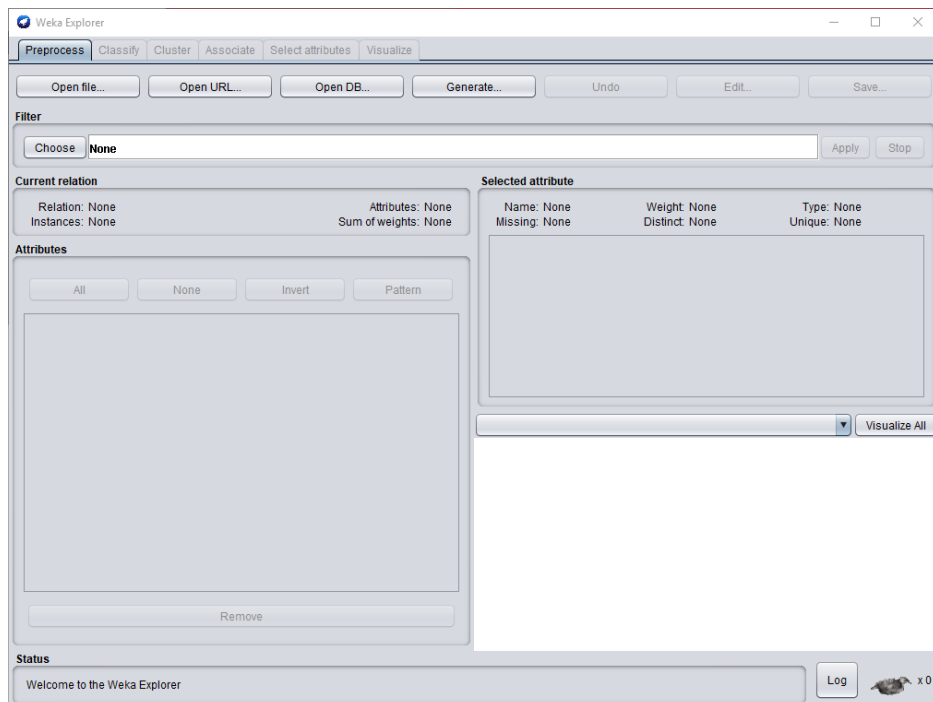 Weka Explorer
Preprocess Classify Cluster Associate Select attributes Visualize
Open file... Open URL... Open DB... Generate... Undo Edit... Save...
Filter
Choose None Apply Stop
Current relation
Relation: None Attributes: None
Instances: None Sum of weights: None
Selected attribute
Name: None Weight: None Type: None
Missing: None Distinct: None Unique: None
Attributes
All None Invert Pattern
Remove
Visualize All
Status
Welcome to the Weka Explorer
Log x 0